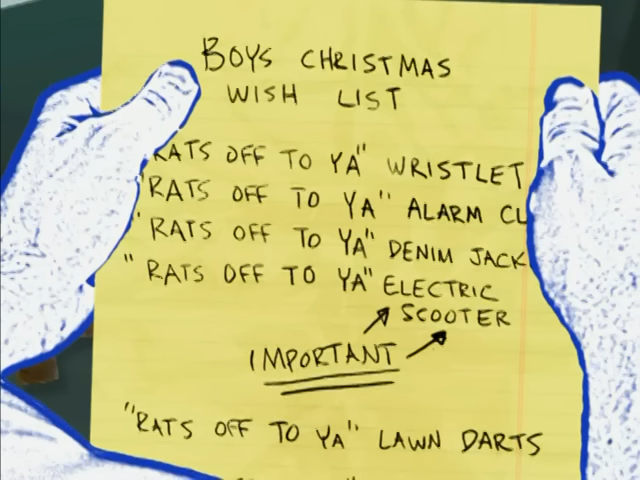 BOYS CHRISTMAS
WISH LIST
RATS OFF TO YA" WRISTLET
"RATS OFF TO YA" ALARM CL
"RATS OFF TO YA" DENIM JACK
"RATS OFF TO YA" ELECTRIC
SCOOTER
IMPORTANT
"RATS OFF TO YA" LAWN DARTS